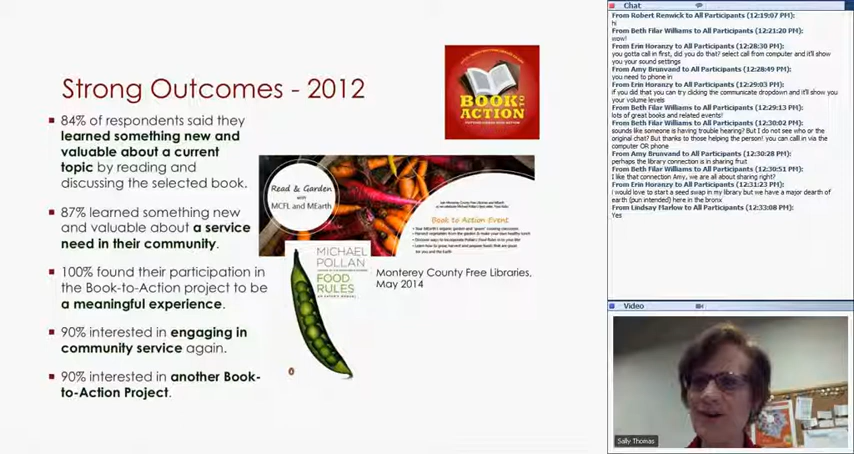 Strong Outcomes - 2012
84% of respondents said they
learned something new and
valuable about a current
topic by reading and
discussing the selected book.
87% learned something new
and valuable about a service
need in their community.
100% found their participation in
the Book-to-Action project to be
a meaningful experience.
90% interested in engaging in
community service again.
90% interested in another Book-
to-Action Project.
BOOK
TO
ACTION
Read & Garden
with
MCFL and MEarth
Book to Action Event
MICHAEL
POLLAN
FOOD
RULES
Monterey County Free Libraries,
May 2014
Chat
From Robert Renwick to All Participants (12:19:07 PM):
hi
From Beth Filar Williams to All Participants (12:21:20 PM):
wow!
From Erin Horanzy to All Participants (12:28:30 PM):
you gotta call in first, did you do that? select call from computer and it'll show
you your sound settings
From Amy Brunvand to All Participants (12:28:49 PM):
you need to phone in
From Erin Horanzy to All Participants (12:29:03 PM):
if you did that you can try clicking the communicate dropdown and it'll show you
your volume levels
From Beth Filar Williams to All Participants (12:29:13 PM):
lots of great books and related events!
From Beth Filar Williams to All Participants (12:30:02 PM):
sounds like someone is having trouble hearing? But I do not see who or the
original chat? But thanks to those helping the person! you can call in via the
computer OR phone
From Amy Brunvand to All Participants (12:30:28 PM):
perhaps the library connection is in sharing fruit
From Beth Filar Williams to All Participants (12:30:51 PM):
I like that connection Amy, we are all about sharing right?
From Erin Horanzy to All Participants (12:31:23 PM):
i would love to start a seed swap in my library but we have a major dearth of
earth (pun intended) here in the bronx
From Lindsay Marlow to All Participants (12:33:08 PM):
Yes
Video
Sally Thomas